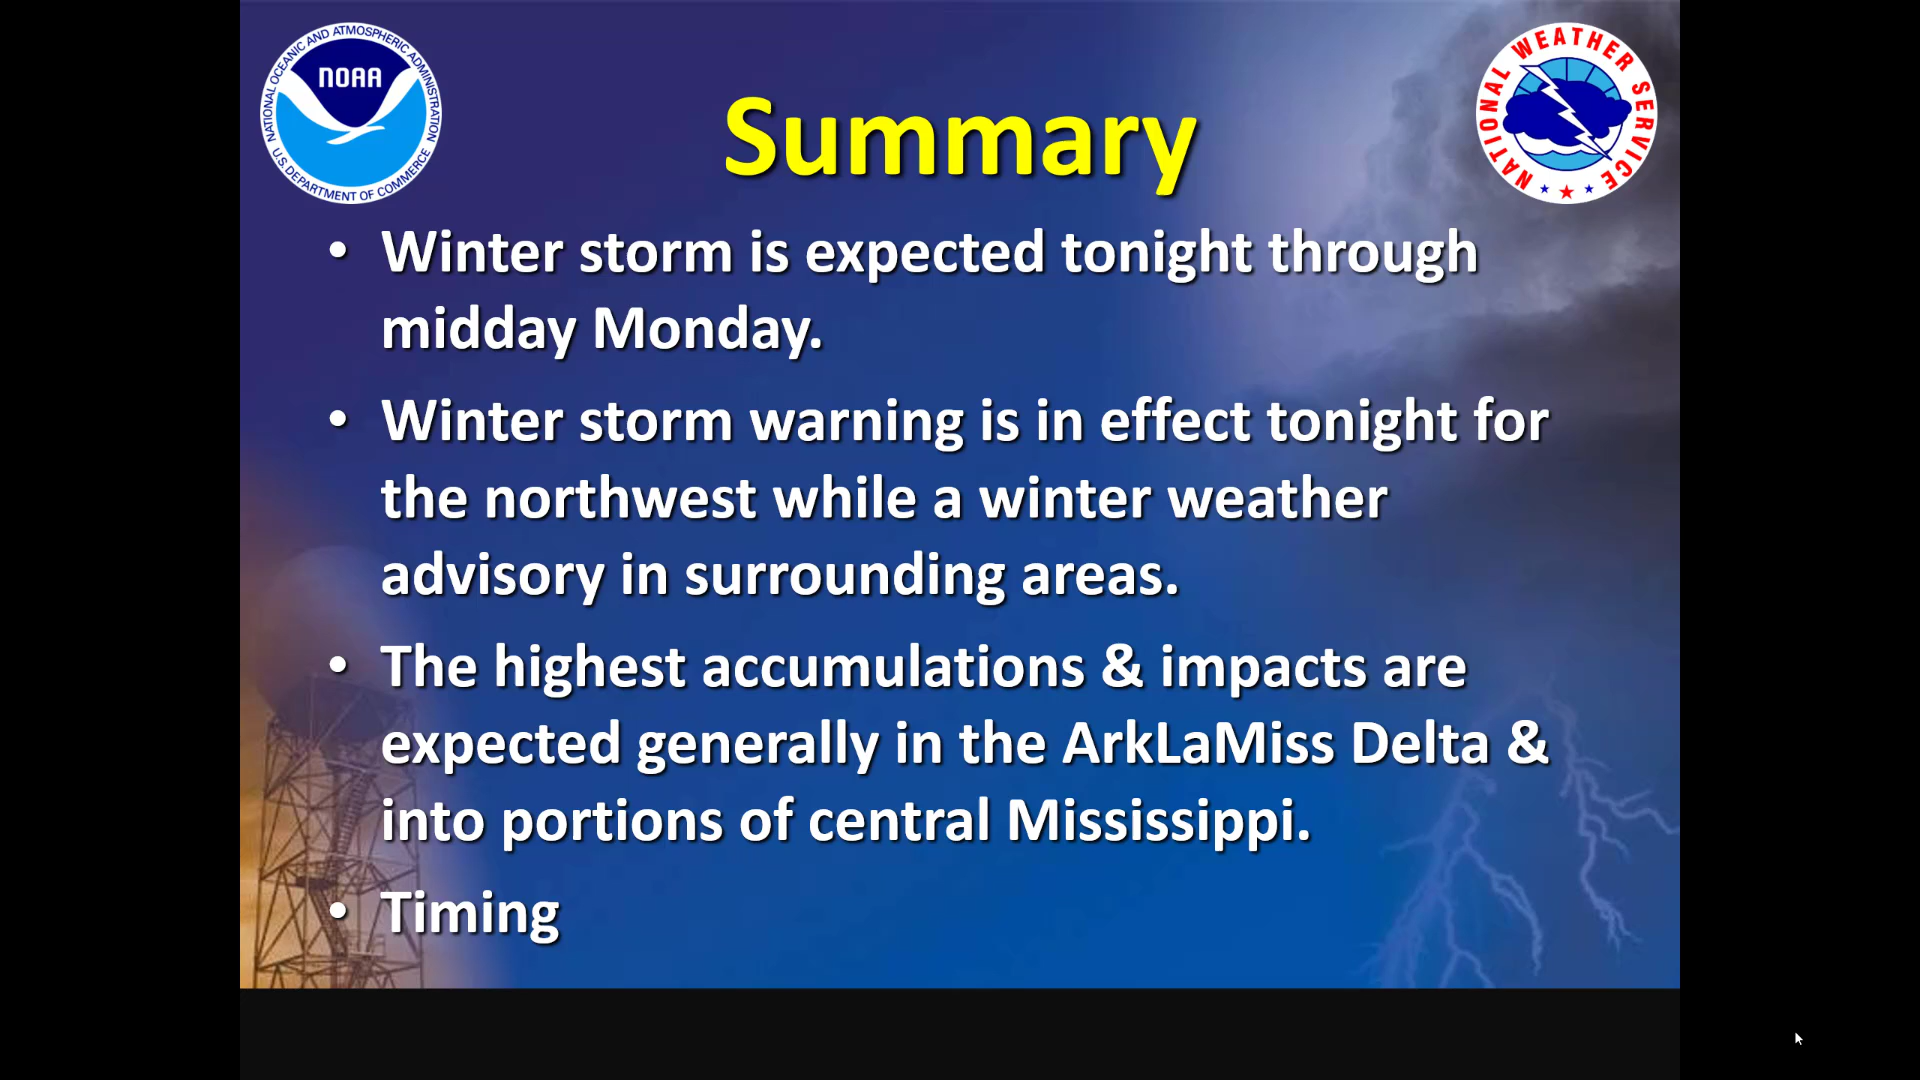 NATIONAL OCEANIC AND ATMOSPHERIC ADMINISTRATION
U.S. DEPARTMENT OF COMMERCE
NOAA
NATIONAL WEATHER SERVICE
Summary
• Winter storm is expected tonight through
midday Monday.
• Winter storm warning is in effect tonight for
the northwest while a winter weather
advisory in surrounding areas.
• The highest accumulations & impacts are
expected generally in the ArkLaMiss Delta &
into portions of central Mississippi.
• Timing